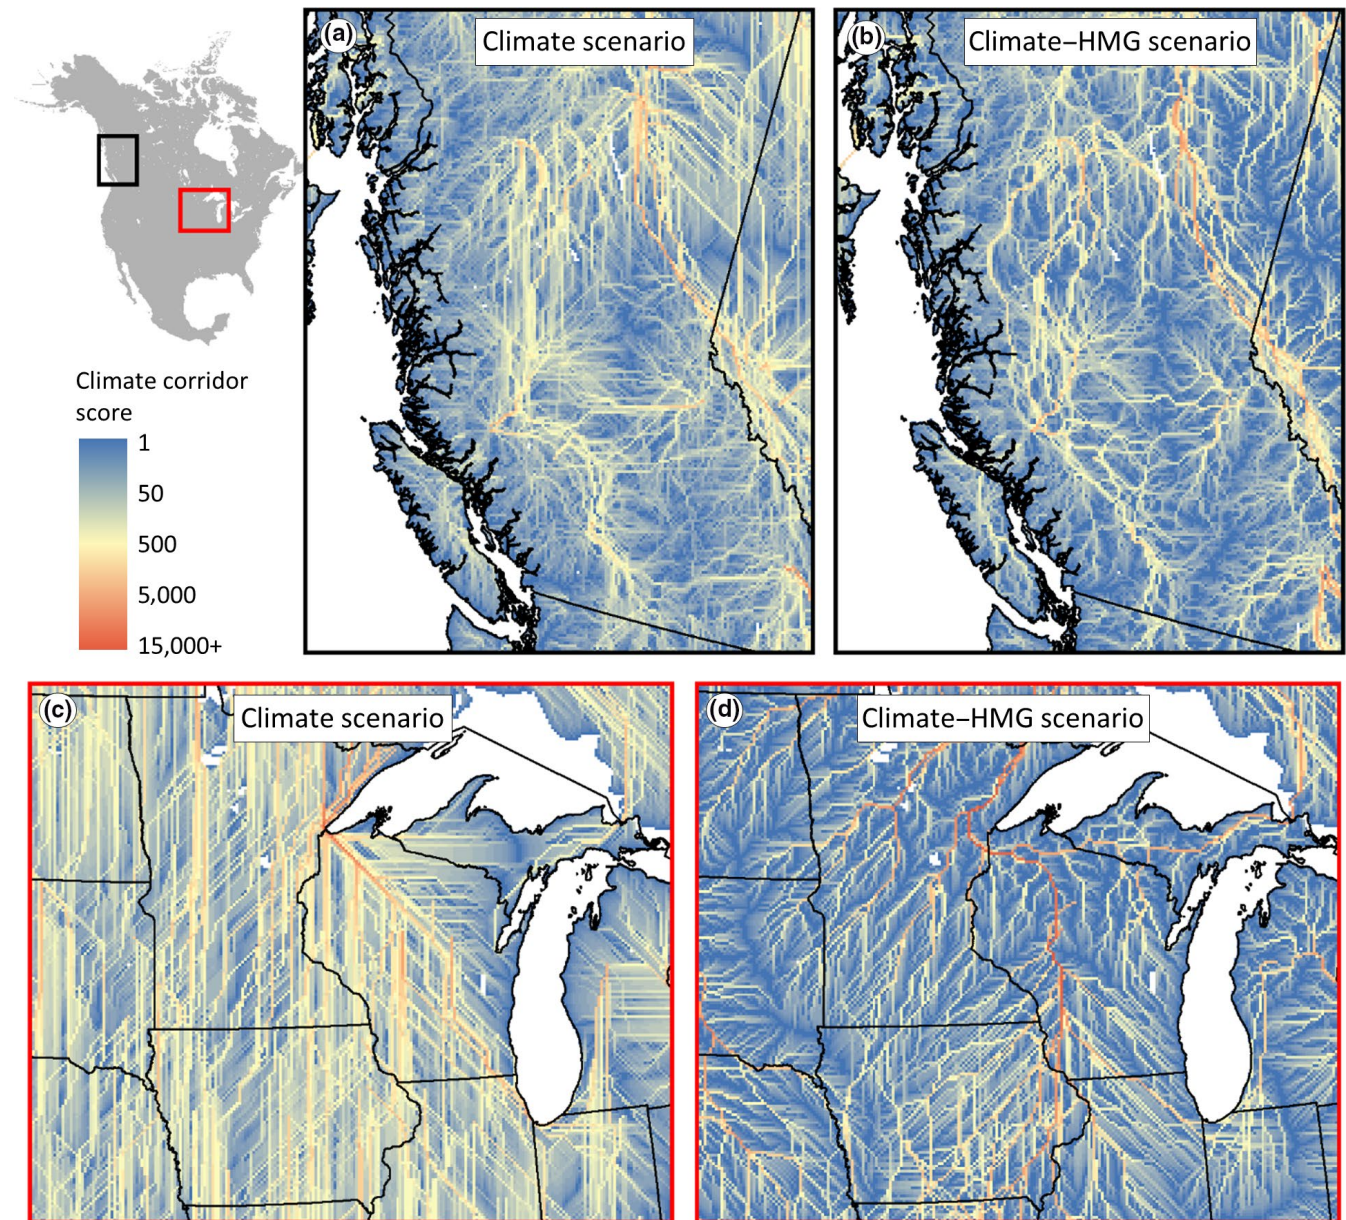 (a)
Climate scenario
(b)
Climate–HMG scenario
Climate corridor
score
1
50
500
5,000
15,000+
(c)
Climate scenario
(d)
Climate–HMG scenario